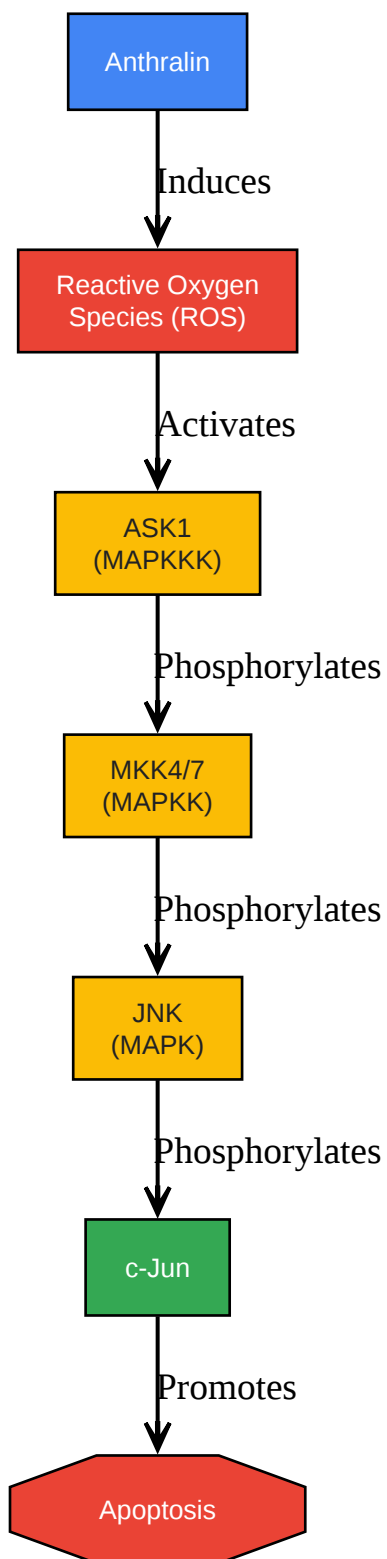 Anthralin
Induces
Reactive Oxygen
Species (ROS)
Activates
ASK1
(MAPKKK)
Phosphorylates
MKK4/7
(MAPKK)
Phosphorylates
JNK
(MAPK)
Phosphorylates
c-Jun
Promotes
Apoptosis